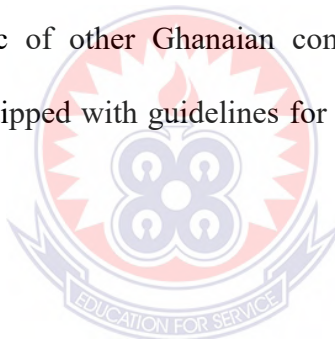 c of other Ghanaian con
ipped with guidelines for
EDUCATION FOR SERVICE